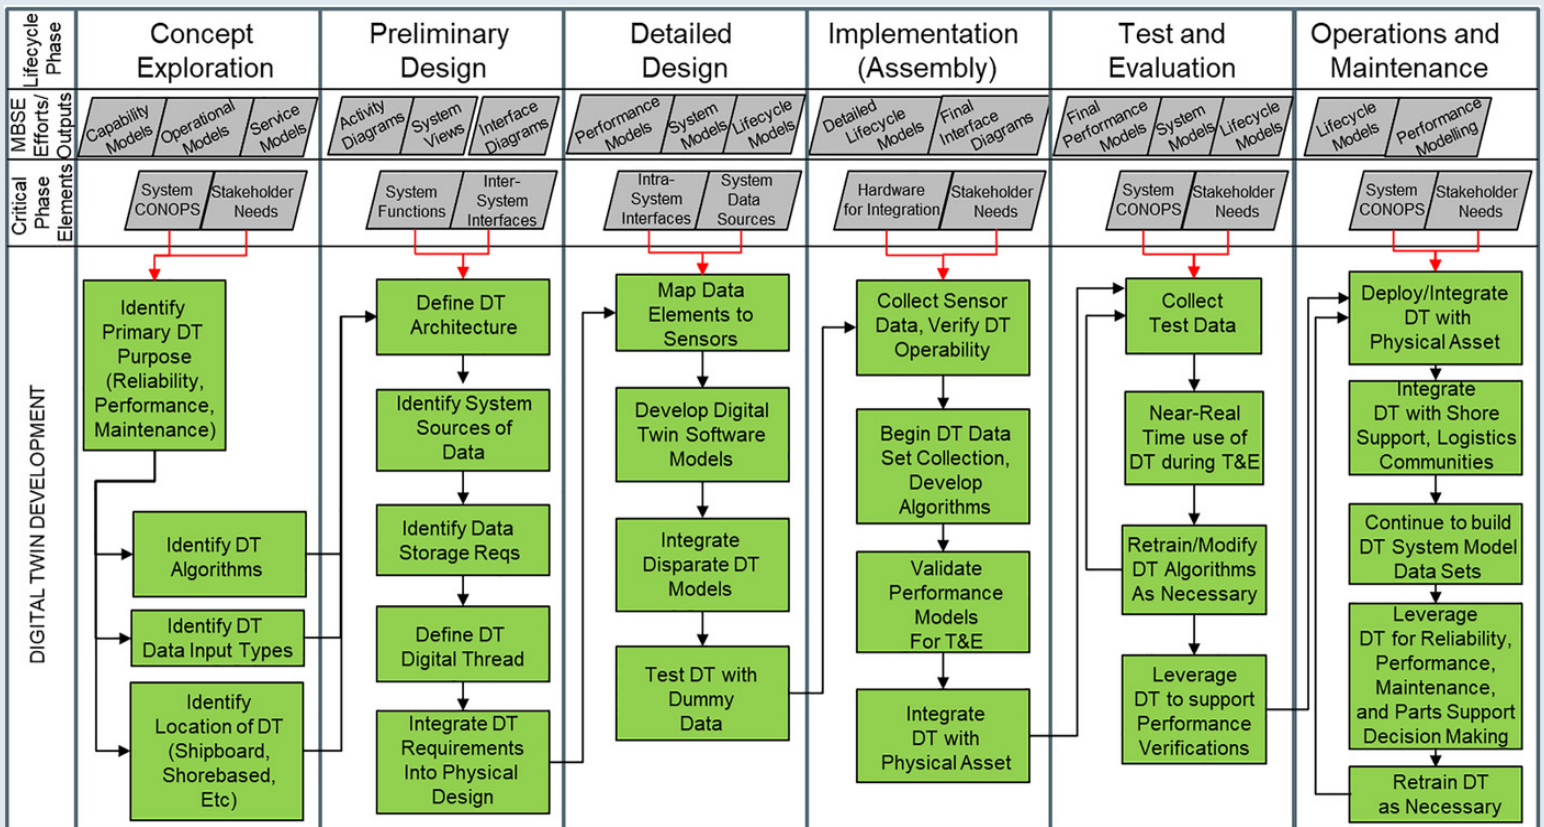 Lifecycle
Phase
Concept
Exploration
Preliminary
Design
Detailed
Design
Implementation
(Assembly)
Test and
Evaluation
Operations and
Maintenance
MBSE
Efforts/
Outputs
Capability
Models
Operational
Models
Service
Models
Activity
Diagrams
System
Views
Interface
Diagrams
Performance
Models
System
Models
Lifecycle
Models
Detailed
Lifecycle
Models
Final
Interface
Diagrams
Final
Performance
Models
System
Models
Lifecycle
Models
Lifecycle
Models
Performance
Modelling
Critical
Phase
Elements
System
CONOPS
Stakeholder
Needs
System
Functions
Inter-
System
Interfaces
Intra-
System
Interfaces
System
Data
Sources
Hardware
for Integration
Stakeholder
Needs
System
CONOPS
Stakeholder
Needs
System
CONOPS
Stakeholder
Needs
DIGITAL TWIN DEVELOPMENT
Identify
Primary DT
Purpose
(Reliability,
Performance,
Maintenance)
Identify DT
Algorithms
Identify DT
Data Input Types
Identify
Location of DT
(Shipboard,
Shorebased,
Etc)
Define DT
Architecture
Identify System
Sources of
Data
Identify Data
Storage Reqs
Define DT
Digital Thread
Integrate DT
Requirements
Into Physical
Design
Map Data
Elements to
Sensors
Develop Digital
Twin Software
Models
Integrate
Disparate DT
Models
Test DT with
Dummy
Data
Collect Sensor
Data, Verify DT
Operability
Begin DT Data
Set Collection,
Develop
Algorithms
Validate
Performance
Models
For T&E
Integrate
DT with
Physical Asset
Collect
Test Data
Near-Real
Time use of
DT during T&E
Retrain/Modify
DT Algorithms
As Necessary
Leverage
DT to support
Performance
Verifications
Deploy/Integrate
DT with
Physical Asset
Integrate
DT with Shore
Support, Logistics
Communities
Continue to build
DT System Model
Data Sets
Leverage
DT for Reliability,
Performance,
Maintenance,
and Parts Support
Decision Making
Retrain DT
as Necessary